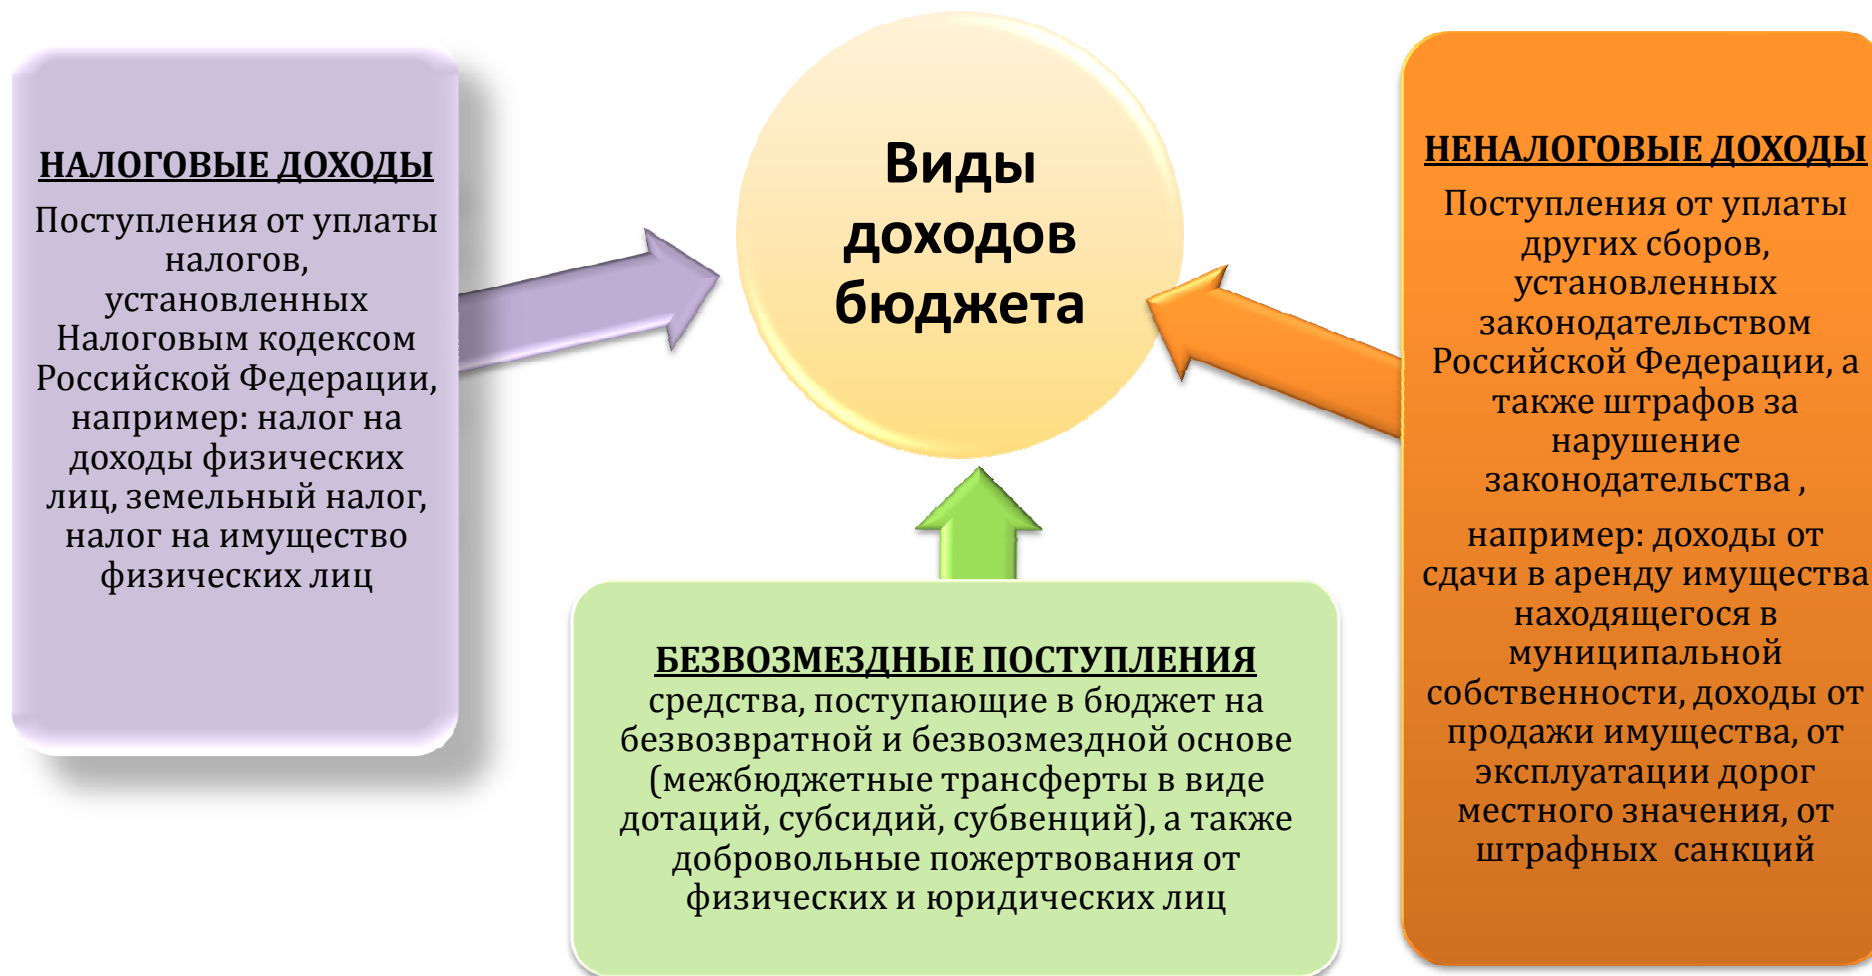 НАЛОГОВЫЕ ДОХОДЫ
Поступления от уплаты
налогов,
установленных
Налоговым кодексом
Российской Федерации,
например: налог на
доходы физических
лиц, земельный налог,
налог на имущество
физических лиц
Виды
доходов
бюджета
НЕНАЛОГОВЫЕ ДОХОДЫ
Поступления от уплаты
других сборов,
установленных
законодательством
Российской Федерации, а
также штрафов за
нарушение
законодательства ,
например: доходы от
сдачи в аренду имущества
находящегося в
муниципальной
собственности, доходы от
продажи имущества, от
эксплуатации дорог
местного значения, от
штрафных  санкций
БЕЗВОЗМЕЗДНЫЕ ПОСТУПЛЕНИЯ
средства, поступающие в бюджет на
безвозвратной и безвозмездной основе
(межбюджетные трансферты в виде
дотаций, субсидий, субвенций), а также
добровольные пожертвования от
физических и юридических лиц